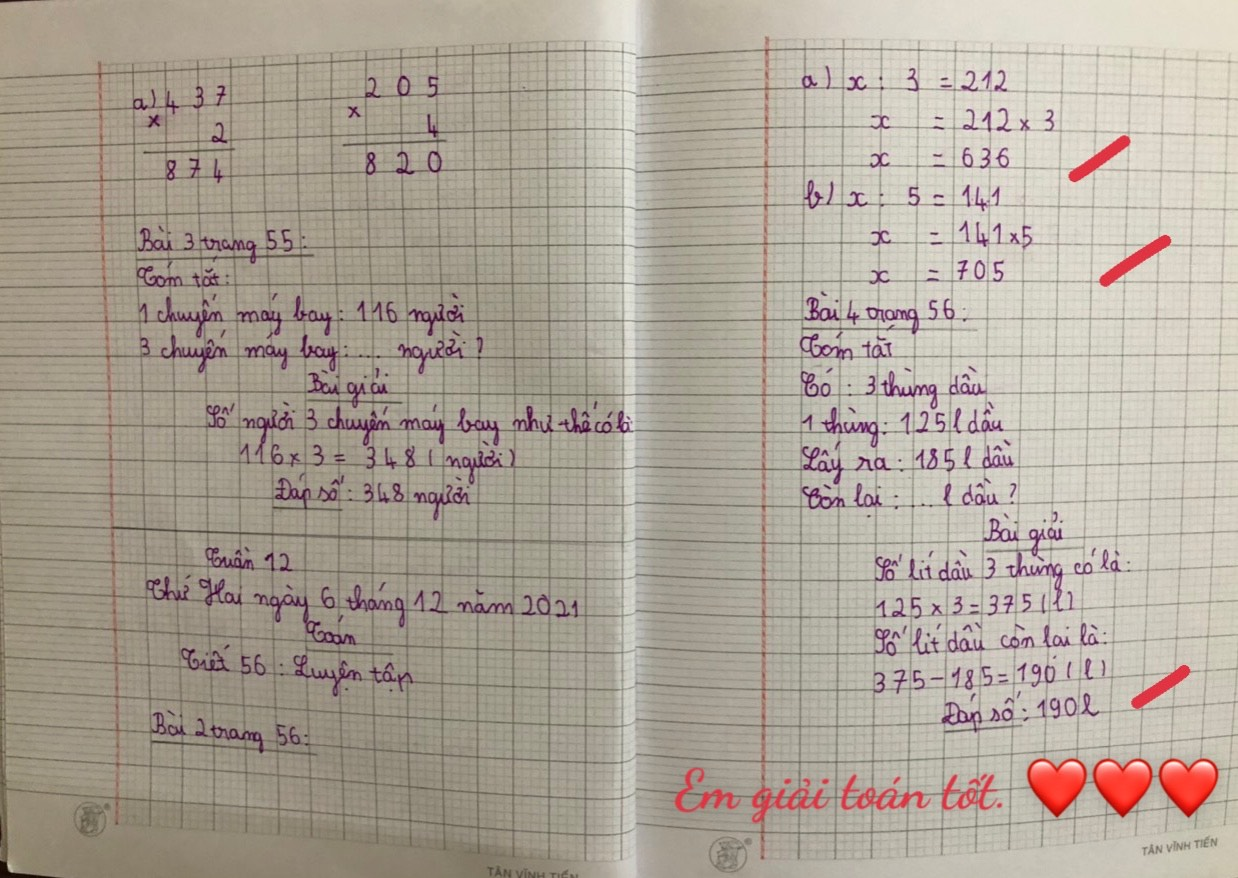 a) 437
×
2
874
205
×
4
820
Bài 3 trang 55:
Tóm tắt:
1 chuyến máy bay: 116 người
3 chuyến máy bay: ... người?
Bài giải
Số người 3 chuyến máy bay như thế có là:
116 × 3 = 348 (người)
Đáp số: 348 người
Tuần 12
Thứ Hai ngày 6 tháng 12 năm 2021
Toán
Tiết 56: Luyện tập
Bài 2 trang 56:
a) x : 3 = 212
x = 212 × 3
x = 636
b) x : 5 = 141
x = 141 × 5
x = 705
Bài 4 trang 56:
Tóm tắt
Có : 3 thùng dầu
1 thùng: 125 l dầu
Lấy ra: 185 l dầu
Còn lại: ... l dầu?
Bài giải
Số lít dầu 3 thùng có là:
125 × 3 = 375 (l)
Số lít dầu còn lại là:
375 - 185 = 190 (l)
Đáp số: 190 l
Em giải toán tốt. ❤️❤️❤️
TÂN VĨNH TIẾN
TÂN VĨNH TIẾN